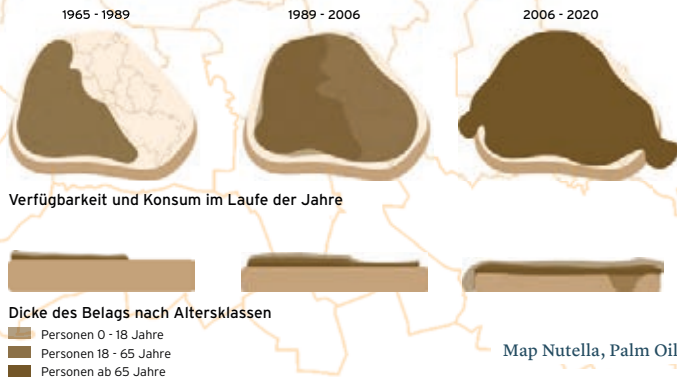 1965 - 1989
1989 - 2006
2006 - 2020
Verfügbarkeit und Konsum im Laufe der Jahre
Dicke des Belags nach Altersklassen
Personen 0 - 18 Jahre
Personen 18 - 65 Jahre
Personen ab 65 Jahre
Map Nutella, Palm Oil